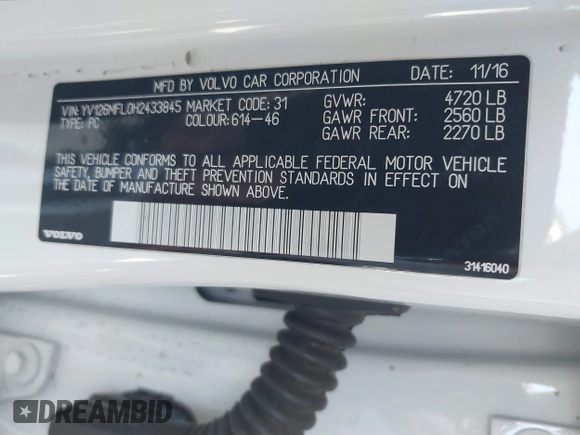 MFD BY VOLVO CAR CORPORATION DATE: 11/16
VIN: YV126MFL0H2433845 MARKET CODE: 31 GVWR: 4720 LB
TYPE: PC COLOUR: 614-46 GAWR FRONT: 2560 LB
GAWR REAR: 2270 LB
THIS VEHICLE CONFORMS TO ALL APPLICABLE FEDERAL MOTOR VEHICLE
SAFETY, BUMPER AND THEFT PREVENTION STANDARDS IN EFFECT ON
THE DATE OF MANUFACTURE SHOWN ABOVE.
VOLVO
31416040
DREAMBID